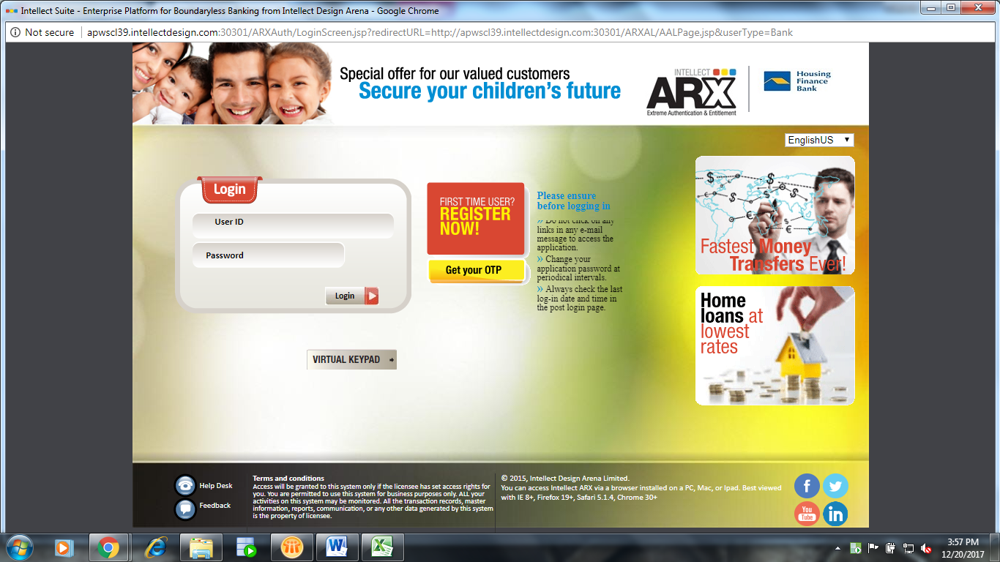 Intellect Suite - Enterprise Platform for Boundaryless Banking from Intellect Design Arena - Google Chrome
Not secure
apwscl39.intellectdesign.com:30301/ARXAuth/LoginScreen.jsp?redirectURL=http://apwscl39.intellectdesign.com:30301/ARXAL/AALPage.jsp&userType=Bank
Special offer for our valued customers
Secure your children's future
INTELLECT
ARX
Extreme Authentication & Entitlement
Housing
Finance
Bank
EnglishUS
Login
User ID
Password
Login
VIRTUAL KEYPAD
FIRST TIME USER?
REGISTER
NOW!
Get your OTP
Please ensure
before logging in
» Do not click on any
links in any e-mail
message to access the
application.
» Change your
application password at
periodical intervals.
» Always check the last
log-in date and time in
the post login page.
Fastest Money
Transfers Ever!
Home
loans at
lowest
rates
Help Desk
Feedback
Terms and conditions
Access will be granted to this system only if the licensee has set access rights for
you. You are permitted to use this system for business purposes only. ALL your
activities on this system may be monitored. All the transaction records, master
information, reports, communication, or any other data generated by this system
is the property of licensee.
© 2015, Intellect Design Arena Limited.
You can access Intellect ARX via a browser installed on a PC, Mac, or Ipad. Best viewed
with IE 8+, Firefox 19+, Safari 5.1.4, Chrome 30+
f
You
Tube
in
3:57 PM
12/20/2017